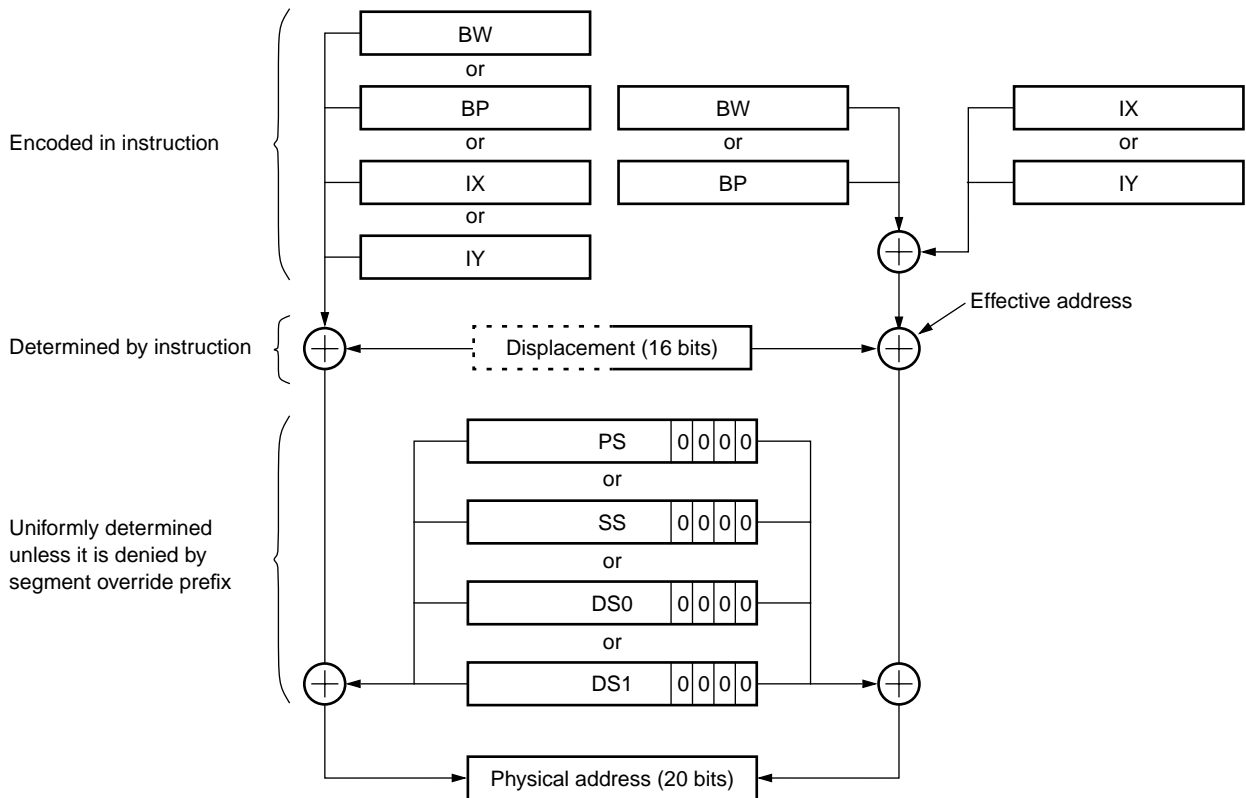 BW
or
BP
or
IX
or
IY
BW
or
BP
IX
or
IY
Encoded in instruction
Effective address
Determined by instruction
Displacement (16 bits)
PS 0 0 0 0
or
SS 0 0 0 0
or
DS0 0 0 0 0
or
DS1 0 0 0 0
Uniformly determined
unless it is denied by
segment override prefix
Physical address (20 bits)